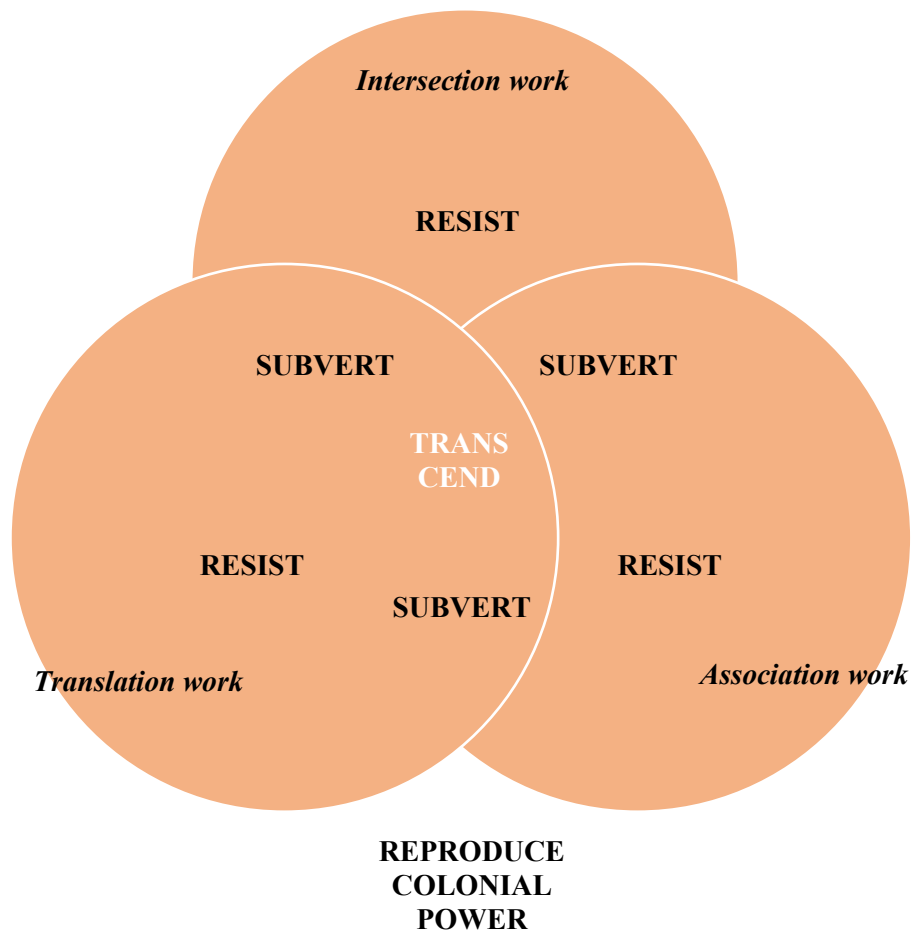 Intersection work
RESIST
SUBVERT
SUBVERT
TRANS
CEND
RESIST
RESIST
SUBVERT
Translation work
Association work
REPRODUCE
COLONIAL
POWER